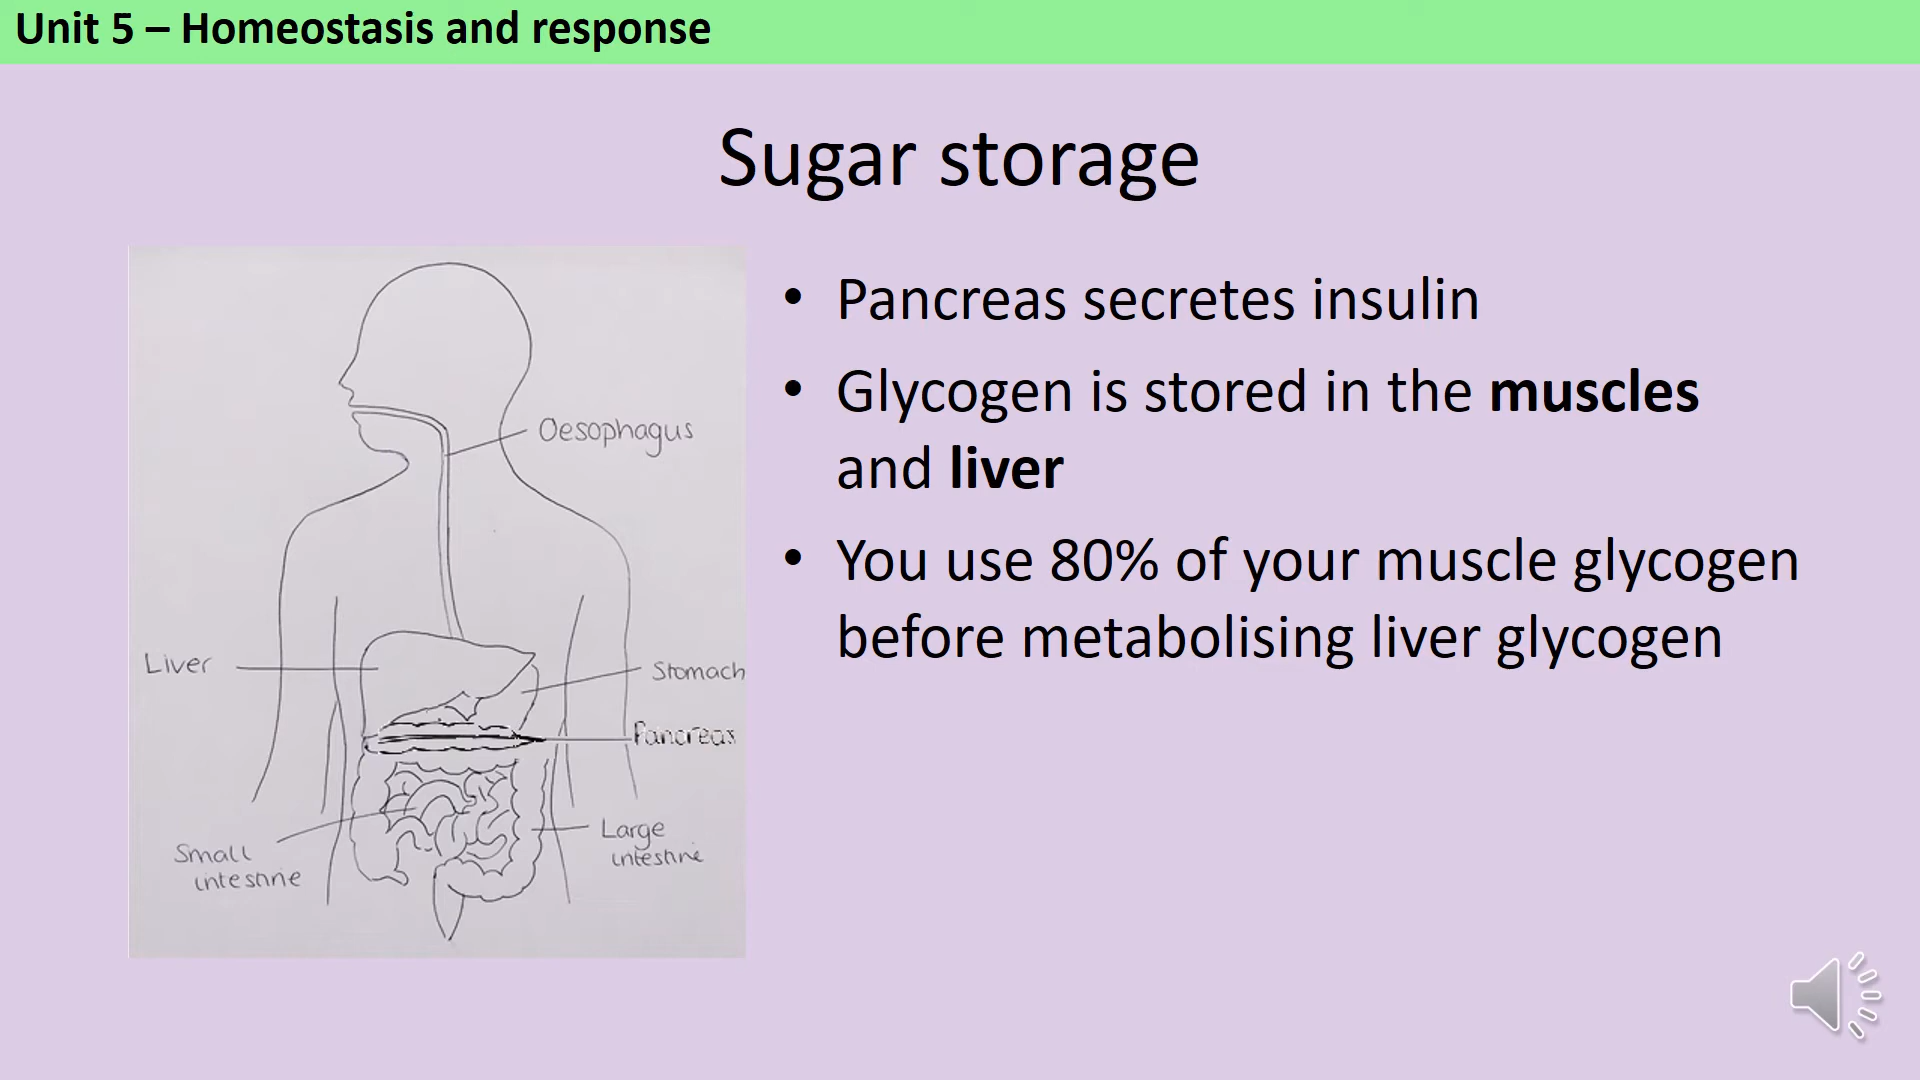 Unit 5 – Homeostasis and response
Sugar storage
• Pancreas secretes insulin
• Glycogen is stored in the muscles
and liver
• You use 80% of your muscle glycogen
before metabolising liver glycogen
Oesophagus
Liver
Stomach
Pancreas
Large
intestine
Small
intestine